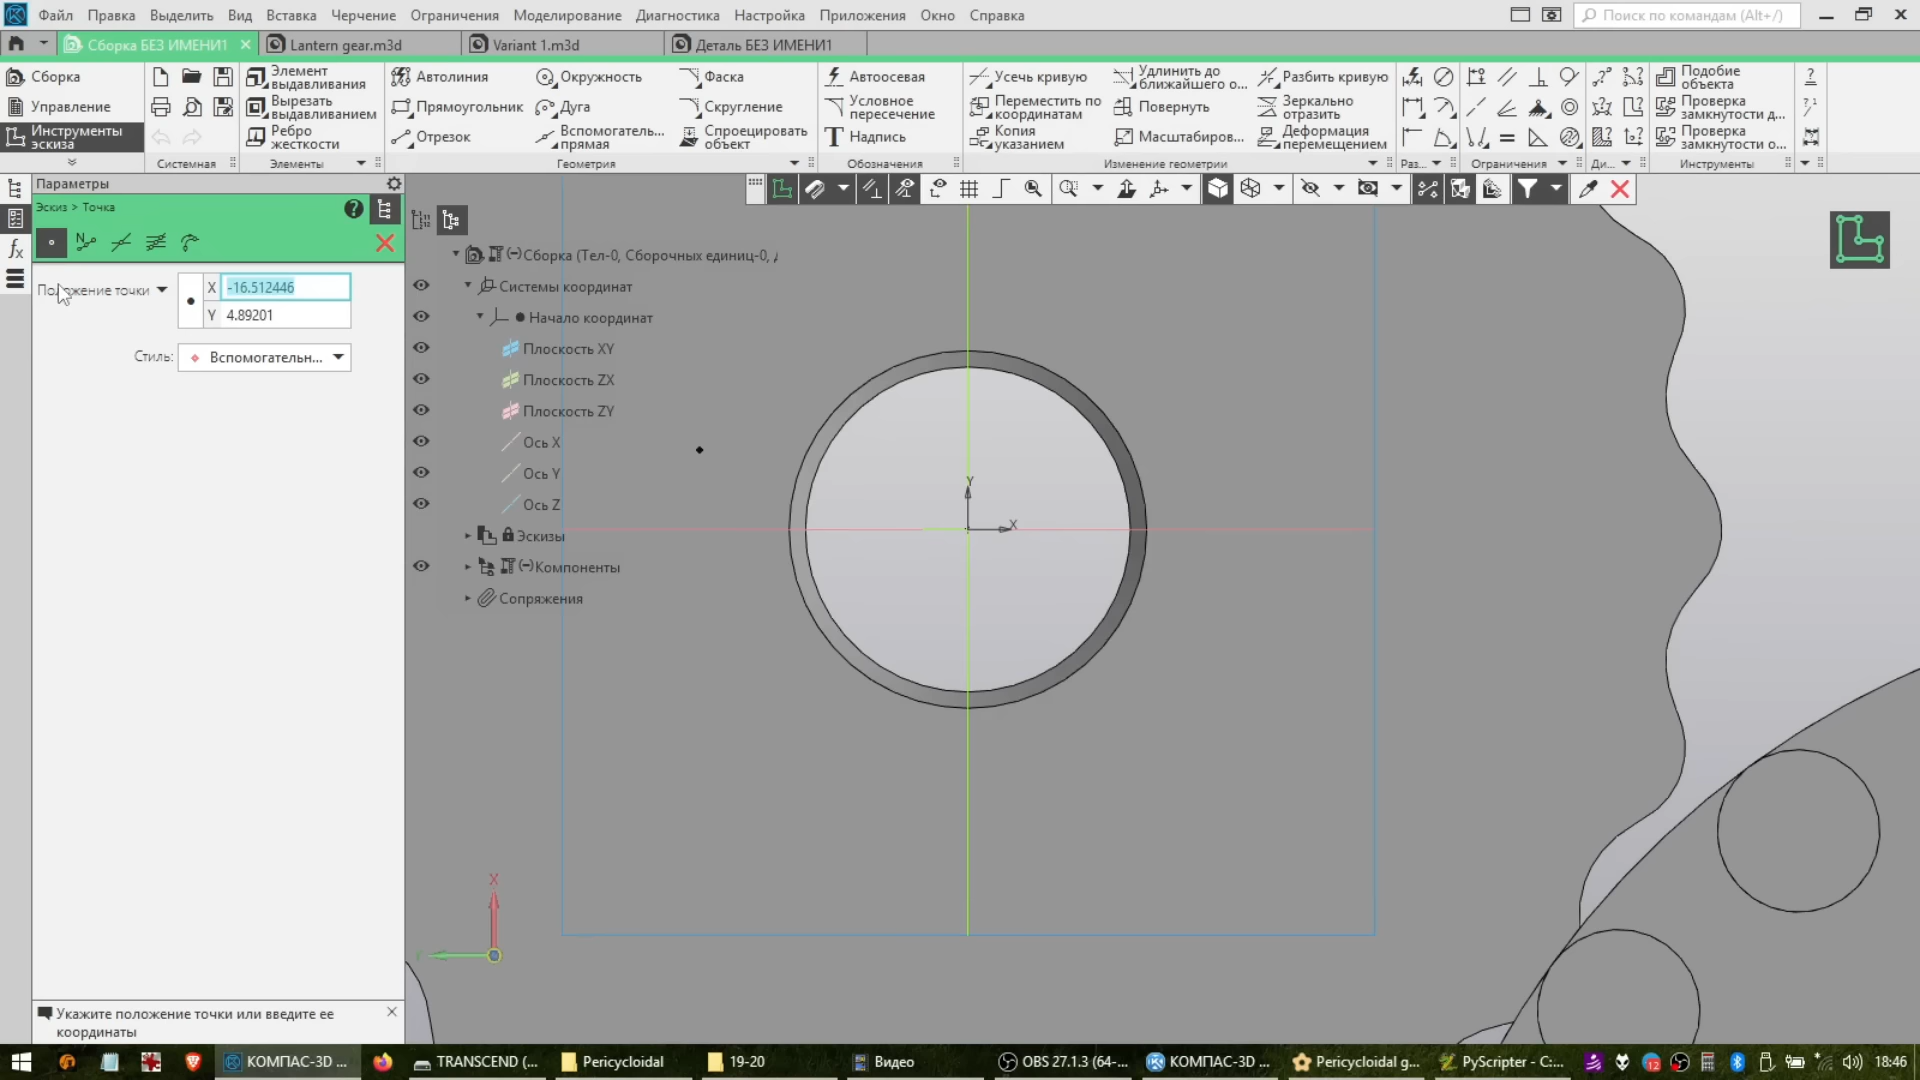 Файл Правка Выделить Вид Вставка Черчение Ограничения Моделирование Диагностика Настройка Приложения Окно Справка
Поиск по командам (Alt+/)
Сборка БЕЗ ИМЕНИ1
Lantern gear.m3d
Variant 1.m3d
Деталь БЕЗ ИМЕНИ1
Сборка
Управление
Инструменты
эскиза
Системная
Элемент
выдавливания
Вырезать
выдавливанием
Ребро
жесткости
Элементы
Автолиния
Прямоугольник
Отрезок
Окружность
Дуга
Вспомогатель...
прямая
Фаска
Скругление
Спроецировать
объект
Геометрия
Автоосевая
Условное
пересечение
Надпись
Обозначения
Усечь кривую
Переместить по
координатам
Копия
указанием
Удлинить до
ближайшего о...
Повернуть
Масштабиров...
Разбить кривую
Зеркально
отразить
Деформация
перемещением
Изменение геометрии
Раз...
Ограничения
Ди...
Подобие
объекта
Проверка
замкнутости д...
Проверка
замкнутости о...
Инструменты
Параметры
Эскиз > Точка
Положение точки
X -16.512446
Y 4.89201
Стиль: Вспомогательн...
(-)Сборка (Тел-0, Сборочных единиц-0,
Системы координат
Начало координат
Плоскость XY
Плоскость ZX
Плоскость ZY
Ось X
Ось Y
Ось Z
Эскизы
(-)Компоненты
Сопряжения
Y
X
X
Укажите положение точки или введите ее
координаты
КОМПАС-3D ...
TRANSCEND (...
Pericycloidal
19-20
Видео
OBS 27.1.3 (64-...
КОМПАС-3D ...
Pericycloidal g...
PyScripter - C:...
12
18:46